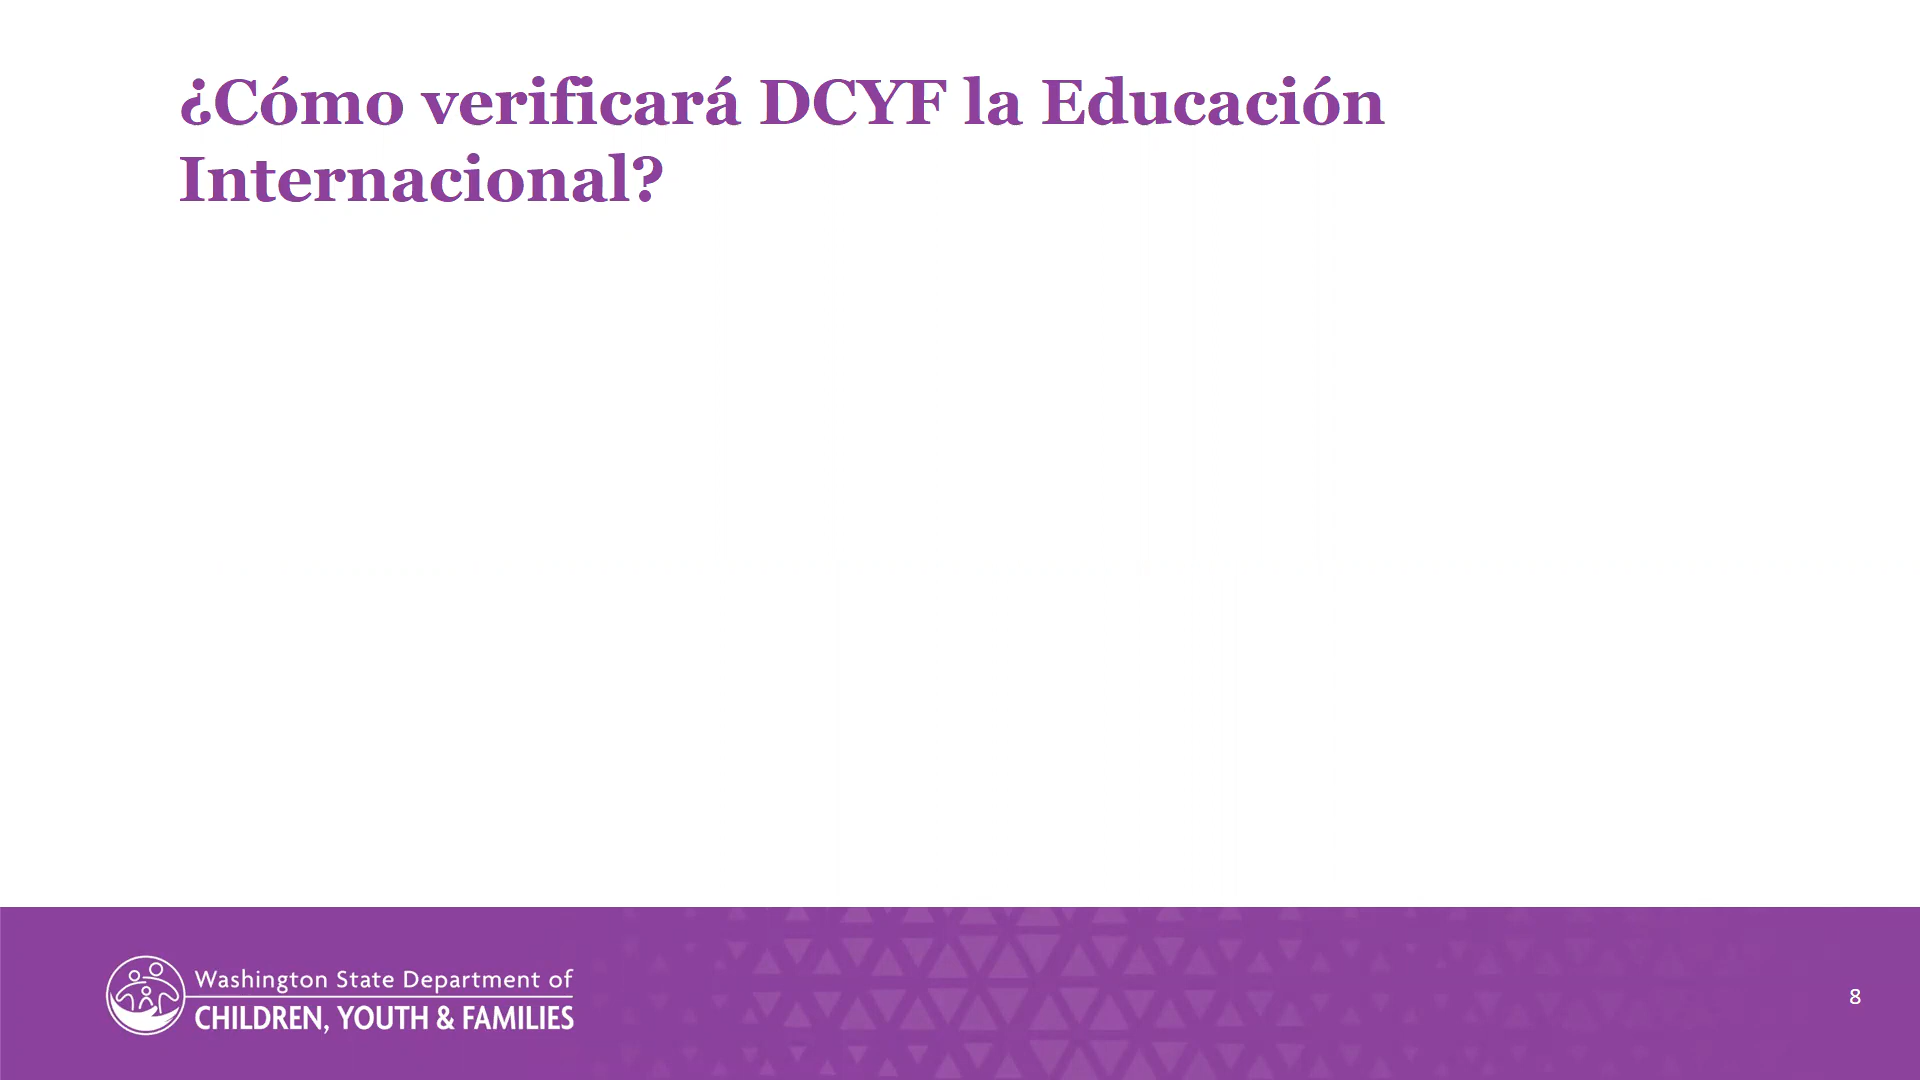 ¿Cómo verificará DCYF la Educación
Internacional?
Washington State Department of
CHILDREN, YOUTH & FAMILIES
8